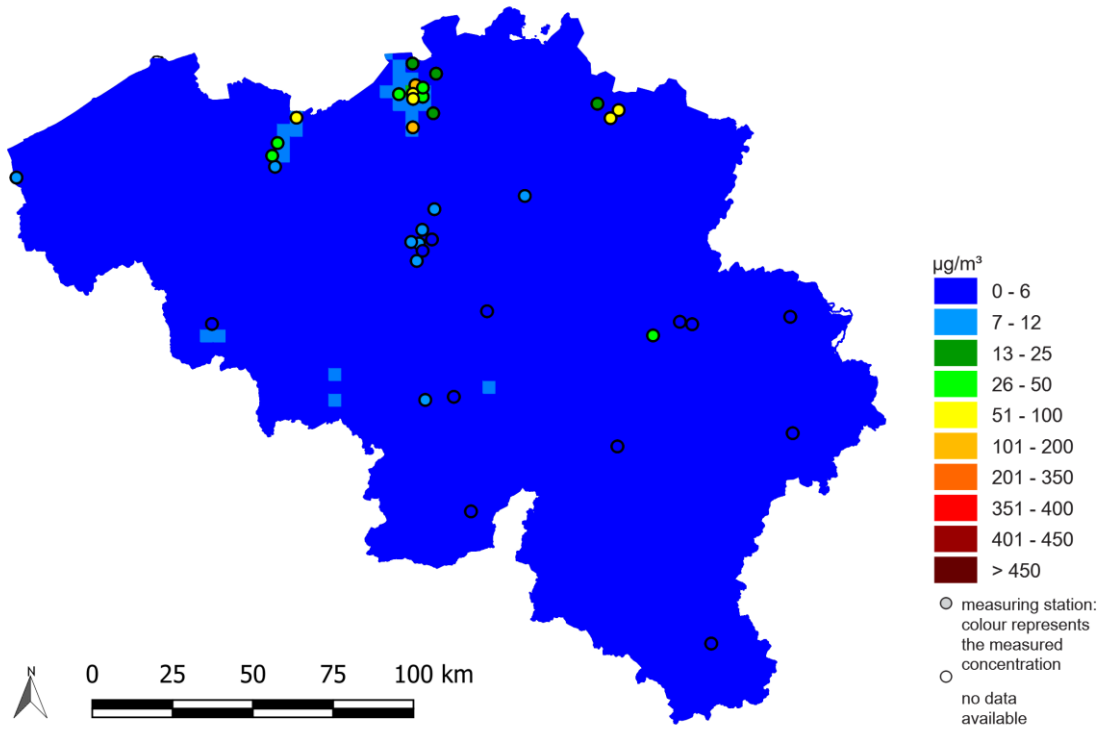 µg/m³
0 - 6
7 - 12
13 - 25
26 - 50
51 - 100
101 - 200
201 - 350
351 - 400
401 - 450
> 450
measuring station:
colour represents
the measured
concentration
no data
available
N
0 25 50 75 100 km